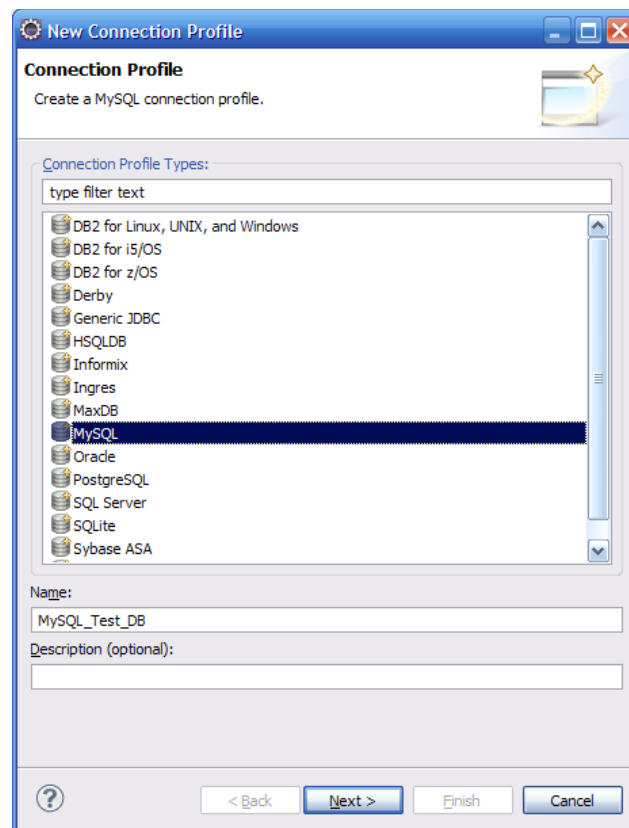 New Connection Profile
Connection Profile
Create a MySQL connection profile.
Connection Profile Types:
type filter text
DB2 for Linux, UNIX, and Windows
DB2 for i5/OS
DB2 for z/OS
Derby
Generic JDBC
HSQLDB
Informix
Ingres
MaxDB
MySQL
Oracle
PostgreSQL
SQL Server
SQLite
Sybase ASA
Name:
MySQL_Test_DB
Description (optional):
? < Back Next > Finish Cancel